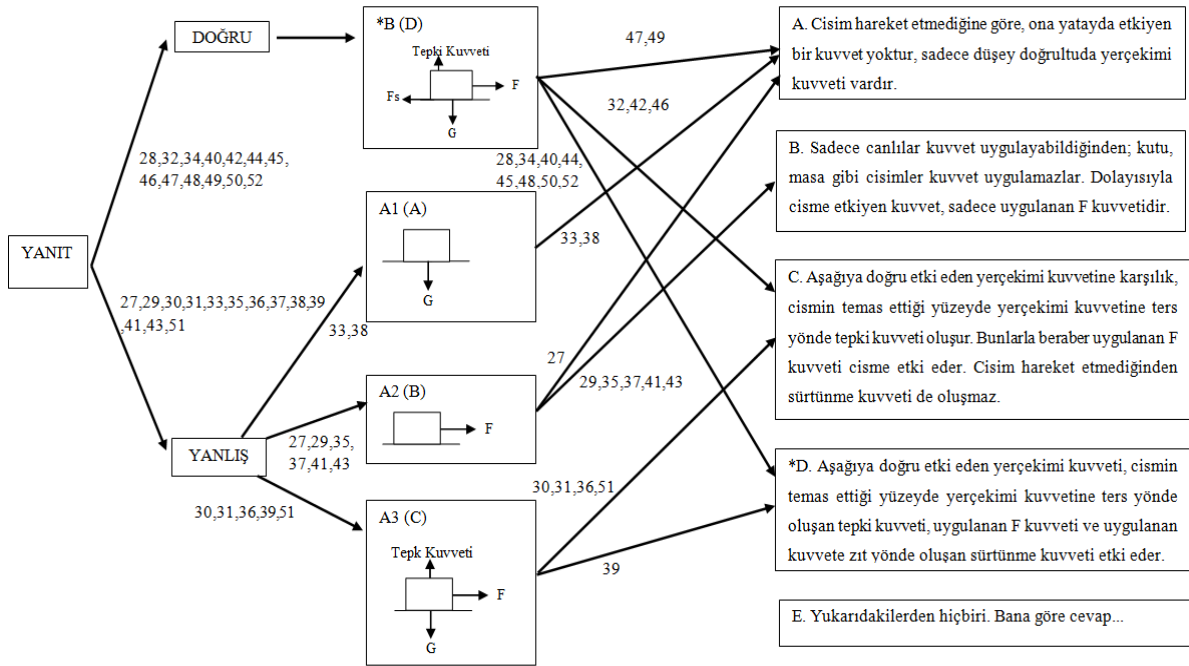 YANIT
DOĞRU
28,32,34,40,42,44,45,
46,47,48,49,50,52
27,29,30,31,33,35,36,37,38,39
,41,43,51
YANLIŞ
33,38
27,29,35,
37,41,43
30,31,36,39,51
*B (D)
Tepki Kuvveti
F
Fs
G
A1 (A)
G
A2 (B)
F
A3 (C)
Tepk Kuvveti
F
G
47,49
32,42,46
28,34,40,44,
45,48,50,52
33,38
27
29,35,37,41,43
30,31,36,51
39
A. Cisim hareket etmediğine göre, ona yatayda etkiyen
bir kuvvet yoktur, sadece düşey doğrultuda yerçekimi
kuvveti vardır.
B. Sadece canlılar kuvvet uygulayabildiğinden; kutu,
masa gibi cisimler kuvvet uygulamazlar. Dolayısıyla
cisme etkiyen kuvvet, sadece uygulanan F kuvvetidir.
C. Aşağıya doğru etki eden yerçekimi kuvvetine karşılık,
cismin temas ettiği yüzeyde yerçekimi kuvvetine ters
yönde tepki kuvveti oluşur. Bunlarla beraber uygulanan F
kuvveti cisme etki eder. Cisim hareket etmediğinden
sürtünme kuvveti de oluşmaz.
*D. Aşağıya doğru etki eden yerçekimi kuvveti, cismin
temas ettiği yüzeyde yerçekimi kuvvetine ters yönde
oluşan tepki kuvveti, uygulanan F kuvveti ve uygulanan
kuvvete zıt yönde oluşan sürtünme kuvveti etki eder.
E. Yukarıdakilerden hiçbiri. Bana göre cevap...